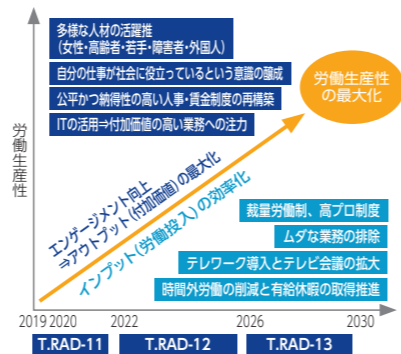 多様な人材の活躍推
(女性・高齢者・若手・障害者・外国人)
自分の仕事が社会に役立っているという意識の醸成
公平かつ納得性の高い人事・賃金制度の再構築
ITの活用⇒付加価値の高い業務への注力
労働生産性
の最大化
労働生産性
エンゲージメント向上
⇒アウトプット(付加価値)の最大化
インプット(労働投入)の効率化
裁量労働制、高プロ制度
ムダな業務の排除
テレワーク導入とテレビ会議の拡大
時間外労働の削減と有給休暇の取得推進
2019 2020 2022 2026 2030
T.RAD-11 T.RAD-12 T.RAD-13